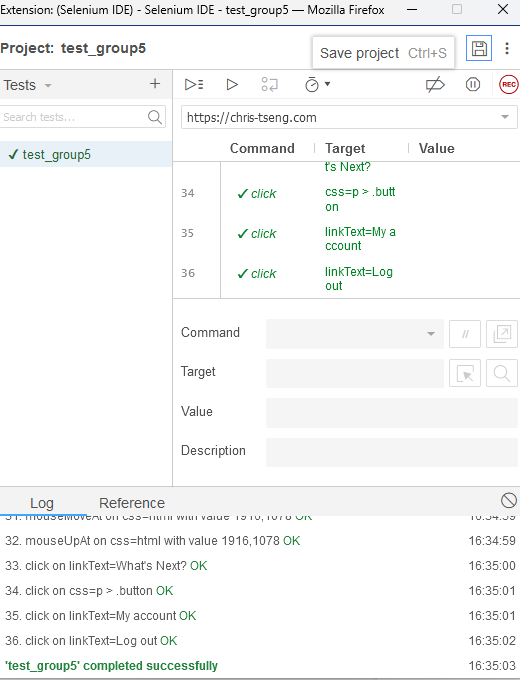 Extension: (Selenium IDE) - Selenium IDE - test_group5 — Mozilla Firefox
Project: test_group5
Save project Ctrl+S
Tests
REC
Search tests...
https://chris-tseng.com
Command Target Value
✓ test_group5
t's Next?
34 ✓ click css=p > .butt
on
35 ✓ click linkText=My a
ccount
36 ✓ click linkText=Log
out
Command
//
Target
Value
Description
Log Reference
31. mouseMoveAt on css=html with value 1916,1078 OK 16:34:59
32. mouseUpAt on css=html with value 1916,1078 OK 16:34:59
33. click on linkText=What's Next? OK 16:35:00
34. click on css=p > .button OK 16:35:01
35. click on linkText=My account OK 16:35:01
36. click on linkText=Log out OK 16:35:02
'test_group5' completed successfully 16:35:03